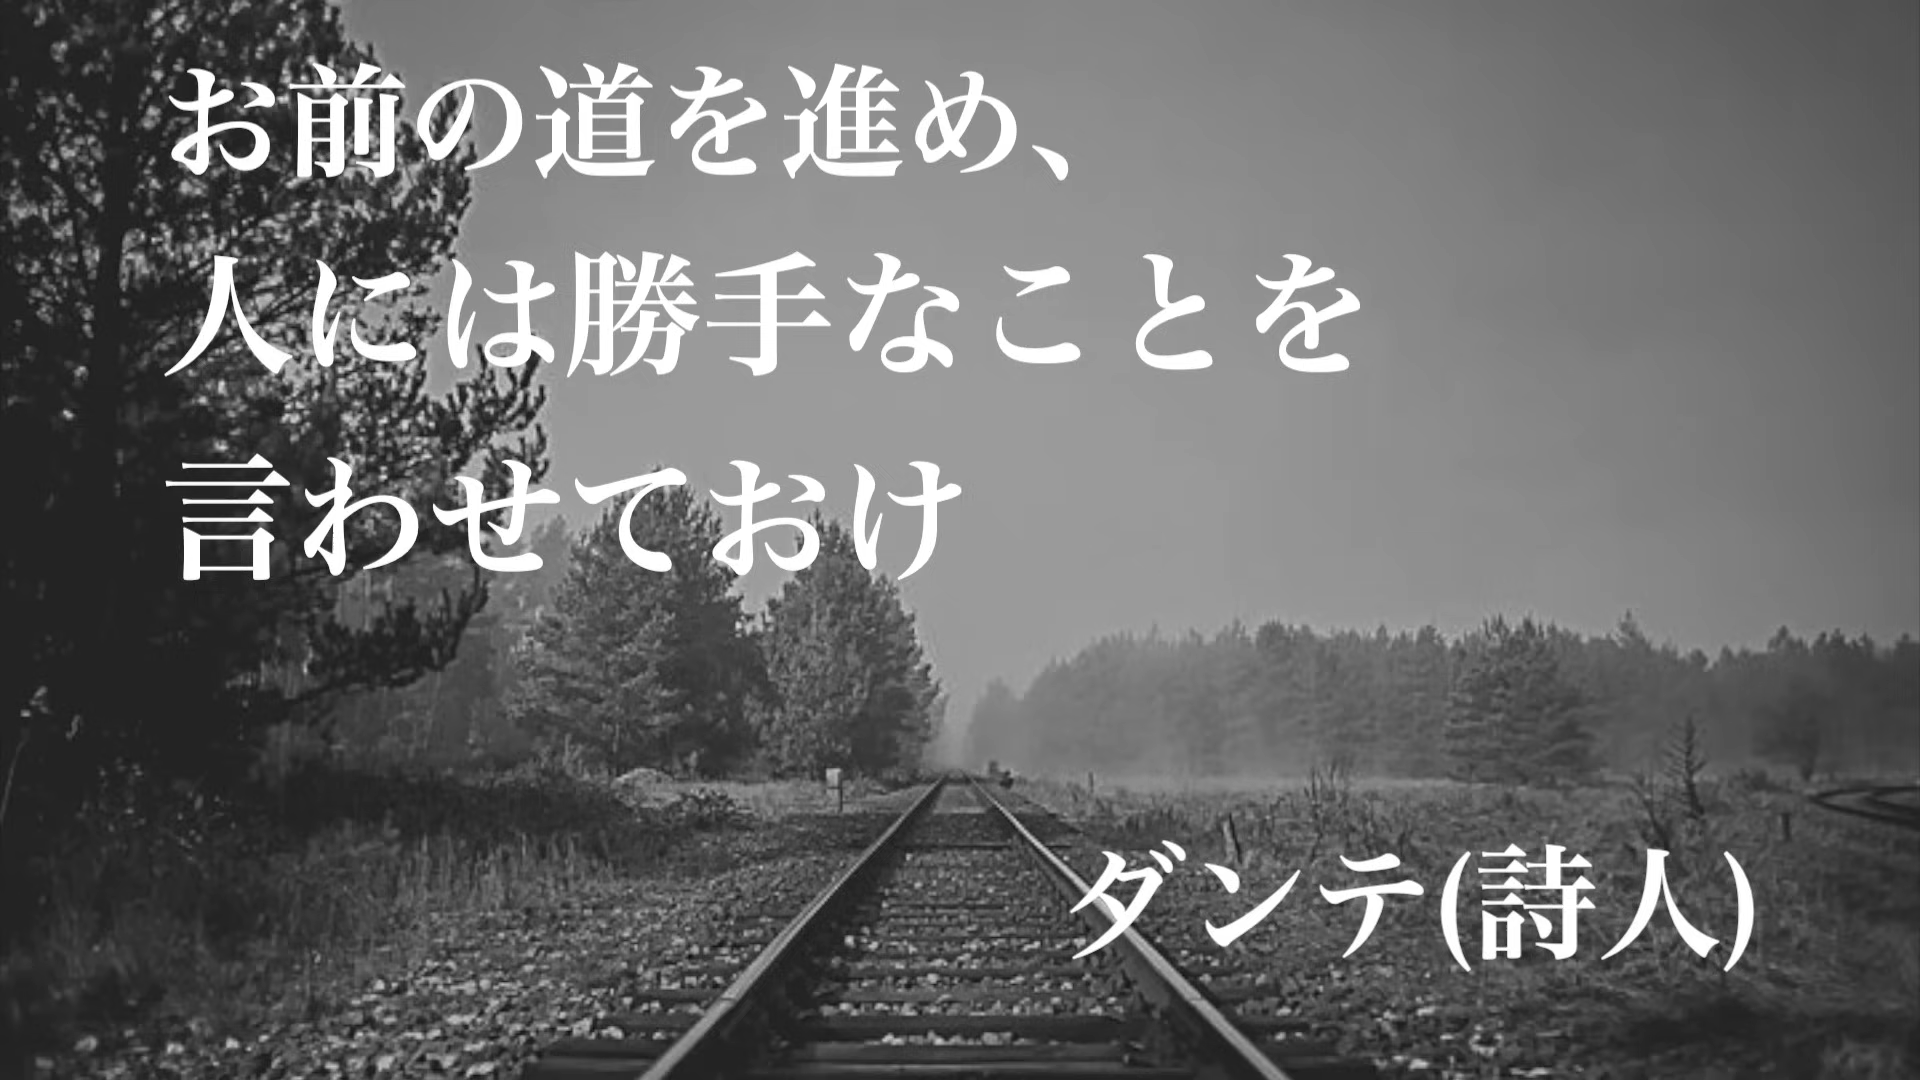 お前の道を進め、
人には勝手なことを
言わせておけ
ダンテ(詩人)